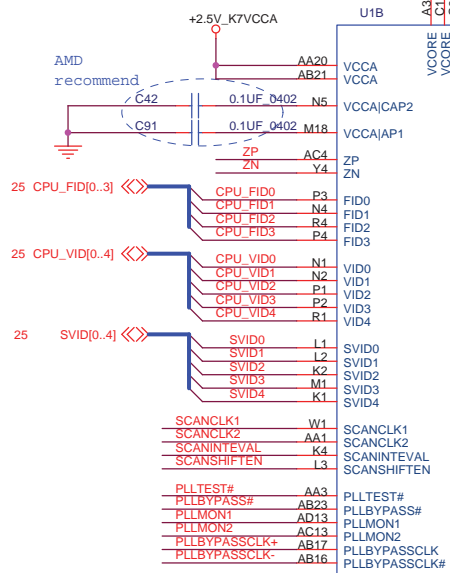 U1B
+2.5V_K7VCCA
VCORE
VCORE
AMD
recommend
AA20 VCCA
AB21 VCCA
C42 0.1UF_0402 N5 VCCA|CAP2
C91 0.1UF_0402 M18 VCCA|AP1
ZP AC4 ZP
ZN Y4 ZN
25 CPU_FID[0..3]
CPU_FID0 P3 FID0
CPU_FID1 N4 FID1
CPU_FID2 R4 FID2
CPU_FID3 P4 FID3
25 CPU_VID[0..4]
CPU_VID0 N1 VID0
CPU_VID1 N2 VID1
CPU_VID2 P1 VID2
CPU_VID3 P2 VID3
CPU_VID4 R1 VID4
25 SVID[0..4]
SVID0 L1 SVID0
SVID1 L2 SVID1
SVID2 K2 SVID2
SVID3 M1 SVID3
SVID4 K1 SVID4
SCANCLK1 W1 SCANCLK1
SCANCLK2 AA1 SCANCLK2
SCANINTEVAL K4 SCANINTEVAL
SCANSHIFTEN L3 SCANSHIFTEN
PLLTEST# AA3 PLLTEST#
PLLBYPASS# AB23 PLLBYPASS#
PLLMON1 AD13 PLLMON1
PLLMON2 AC13 PLLMON2
PLLBYPASSCLK+ AB17 PLLBYPASSCLK
PLLBYPASSCLK- AB16 PLLBYPASSCLK#